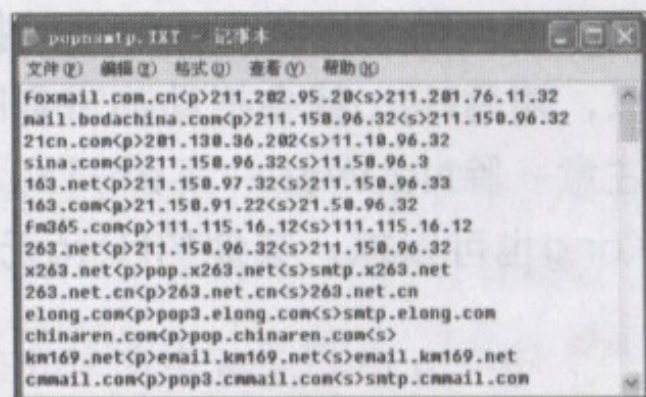 popnsmtp.TXT - 记事本
文件(F) 编辑(E) 格式(O) 查看(V) 帮助(H)
foxmail.com.cn<p>211.202.95.20<s>211.201.76.11.32
mail.bodachina.com<p>211.150.96.32<s>211.150.96.32
21cn.com<p>201.130.36.202<s>11.10.96.32
sina.com<p>211.150.96.32<s>11.50.96.3
163.net<p>211.150.97.32<s>211.150.96.33
163.com<p>21.150.91.22<s>21.50.96.32
fm365.com<p>111.115.16.12<s>111.115.16.12
263.net<p>211.150.96.32<s>211.150.96.32
x263.net<p>pop.x263.net<s>smtp.x263.net
263.net.cn<p>263.net.cn<s>263.net.cn
elong.com<p>pop3.elong.com<s>smtp.elong.com
chinaren.com<p>pop.chinaren.com<s>
km169.net<p>email.km169.net<s>email.km169.net
cmmail.com<p>pop3.cmmail.com<s>smtp.cmmail.com